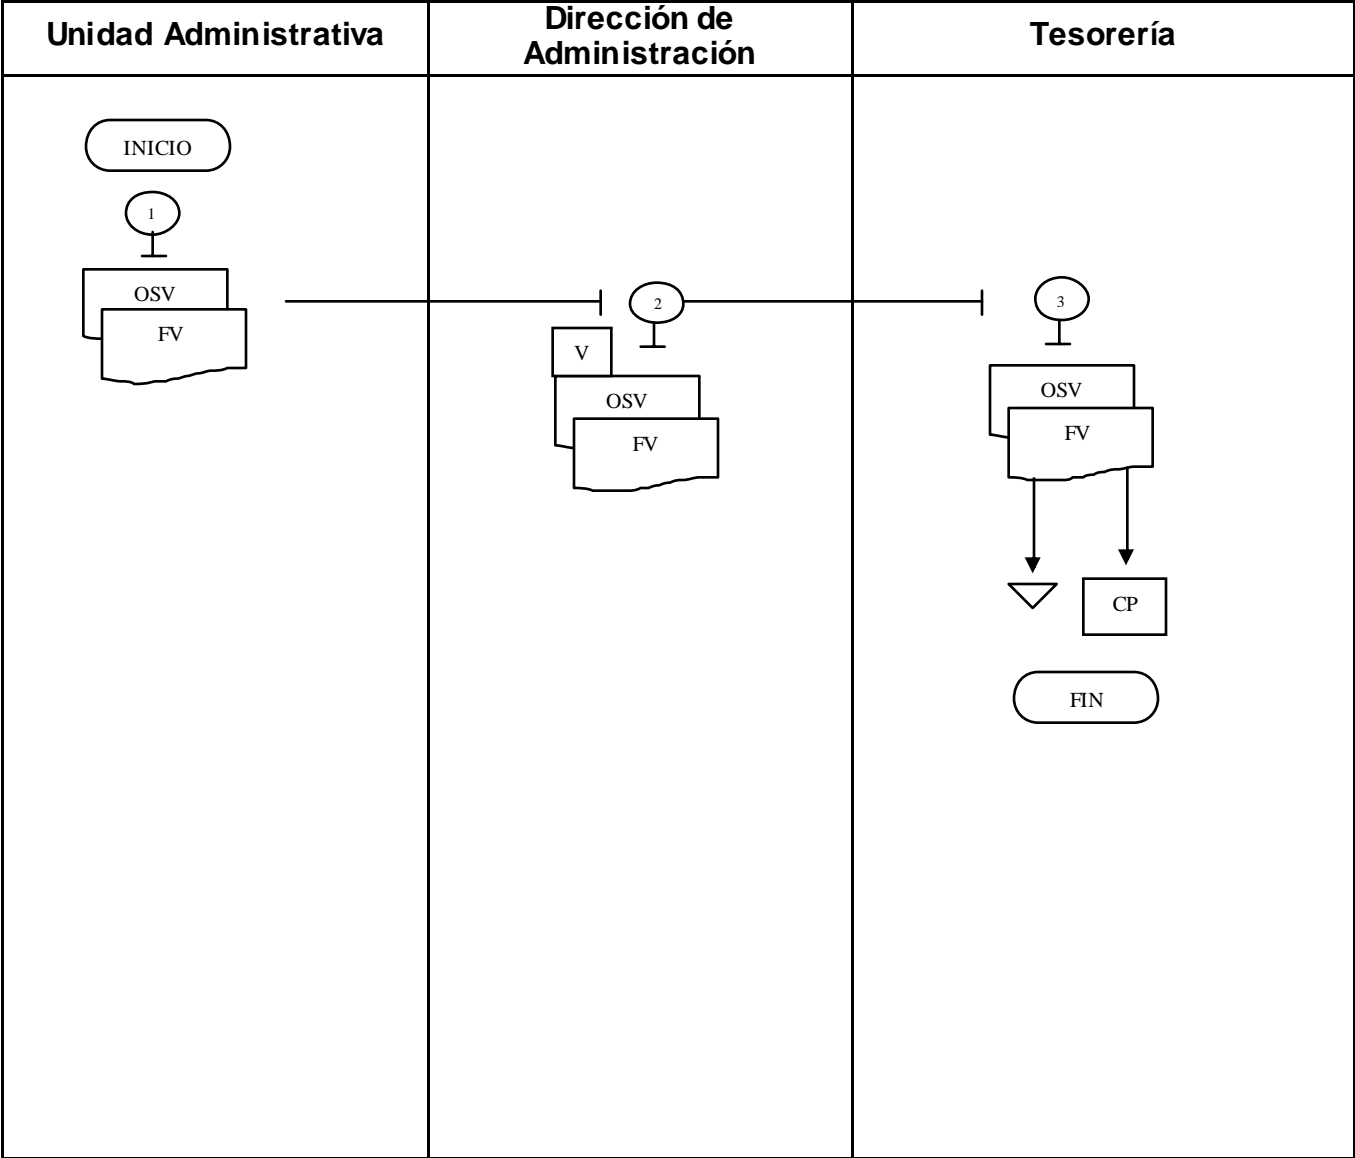 Unidad Administrativa
Dirección de
Administración
Tesorería
INICIO
1
OSV
FV
2
V
OSV
FV
3
OSV
FV
CP
FIN